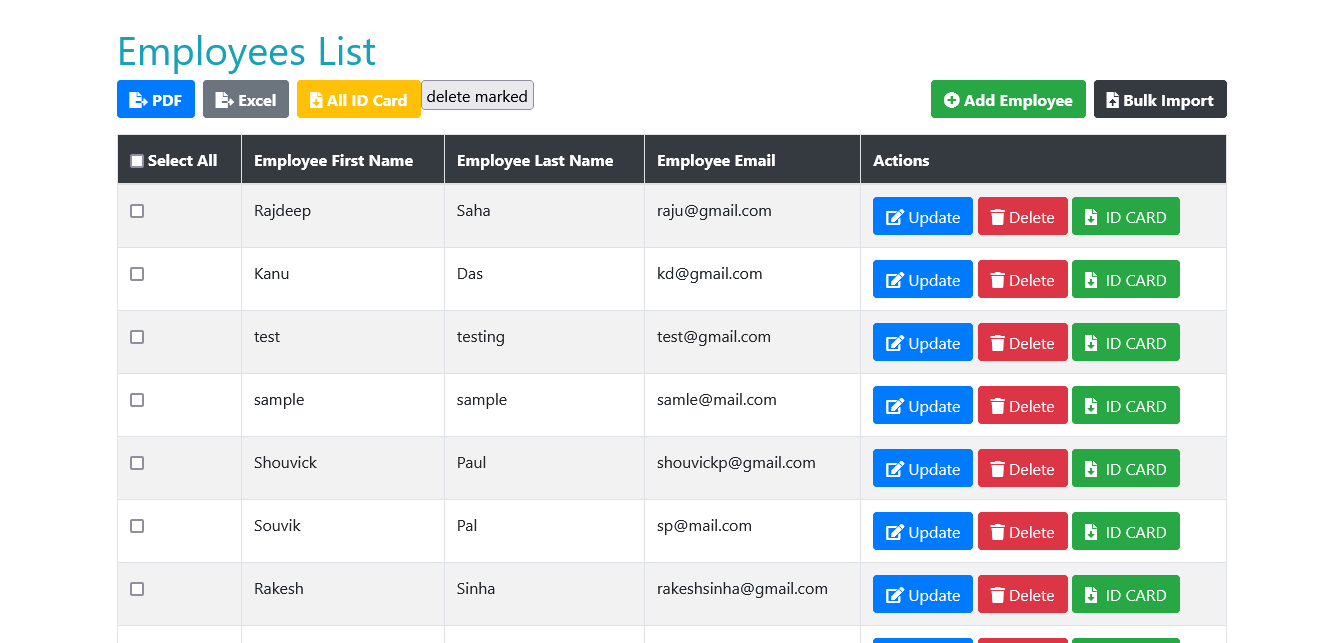 Employees List
PDF Excel All ID Card delete marked Add Employee Bulk Import
Select All Employee First Name Employee Last Name Employee Email Actions
Rajdeep Saha raju@gmail.com Update Delete ID CARD
Kanu Das kd@gmail.com Update Delete ID CARD
test testing test@gmail.com Update Delete ID CARD
sample sample samle@mail.com Update Delete ID CARD
Shouvick Paul shouvickp@gmail.com Update Delete ID CARD
Souvik Pal sp@mail.com Update Delete ID CARD
Rakesh Sinha rakeshsinha@gmail.com Update Delete ID CARD